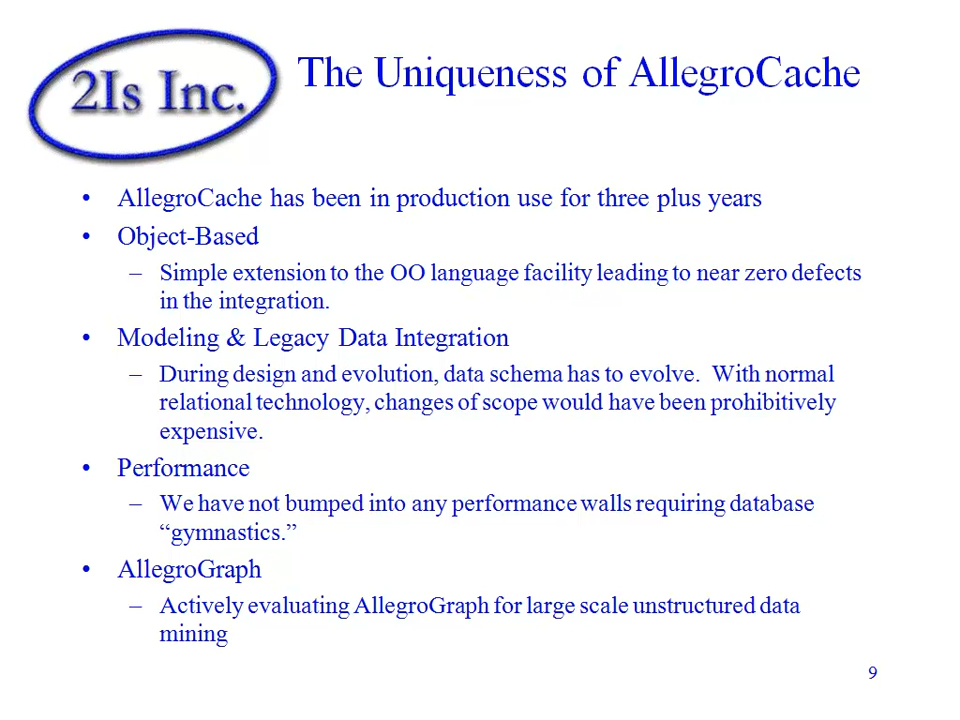 2Is Inc.
The Uniqueness of AllegroCache
• AllegroCache has been in production use for three plus years
• Object-Based
– Simple extension to the OO language facility leading to near zero defects
in the integration.
• Modeling & Legacy Data Integration
– During design and evolution, data schema has to evolve.  With normal
relational technology, changes of scope would have been prohibitively
expensive.
• Performance
– We have not bumped into any performance walls requiring database
“gymnastics.”
• AllegroGraph
– Actively evaluating AllegroGraph for large scale unstructured data
mining
9